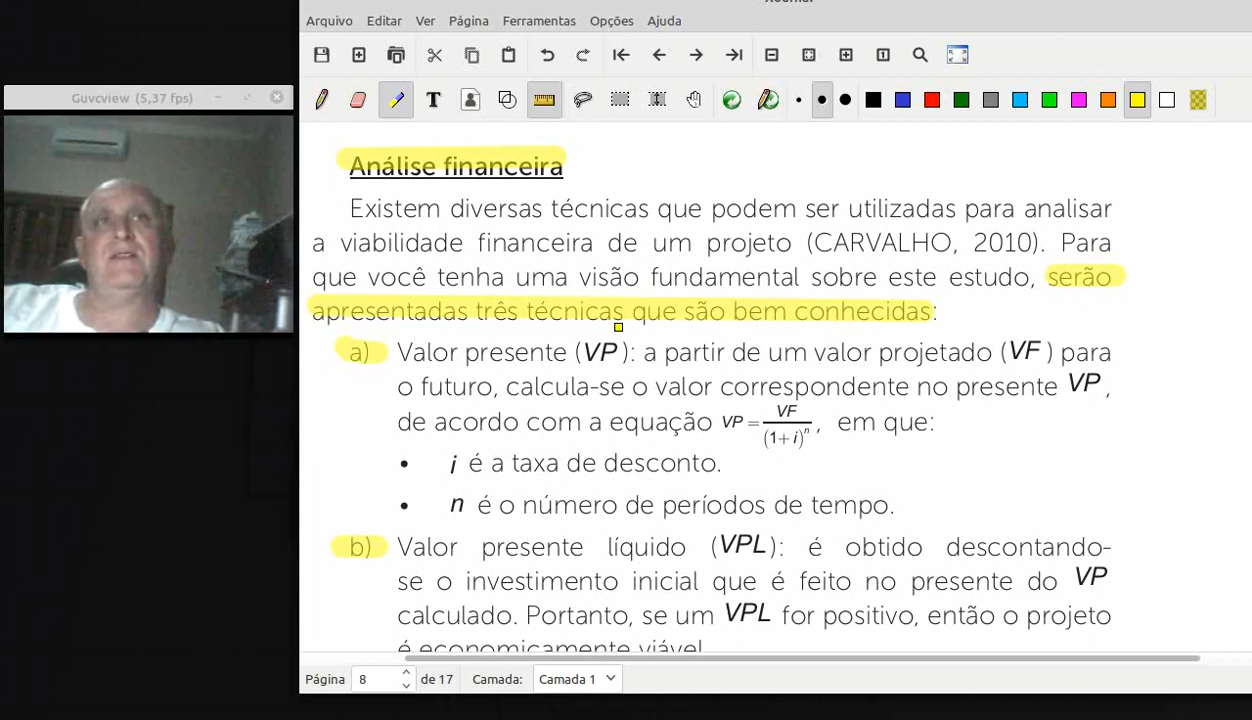 Guvcview (5,37 fps)
Arquivo Editar Ver Página Ferramentas Opções Ajuda
Análise financeira
Existem diversas técnicas que podem ser utilizadas para analisar
a viabilidade financeira de um projeto (CARVALHO, 2010). Para
que você tenha uma visão fundamental sobre este estudo, serão
apresentadas três técnicas que são bem conhecidas:
a) Valor presente (VP): a partir de um valor projetado (VF) para
o futuro, calcula-se o valor correspondente no presente VP,
de acordo com a equação VP = VF/(1+i)^n, em que:
• i é a taxa de desconto.
• n é o número de períodos de tempo.
b) Valor presente líquido (VPL): é obtido descontando-
se o investimento inicial que é feito no presente do VP
calculado. Portanto, se um VPL for positivo, então o projeto
é economicamente viável
Página 8 de 17 Camada: Camada 1